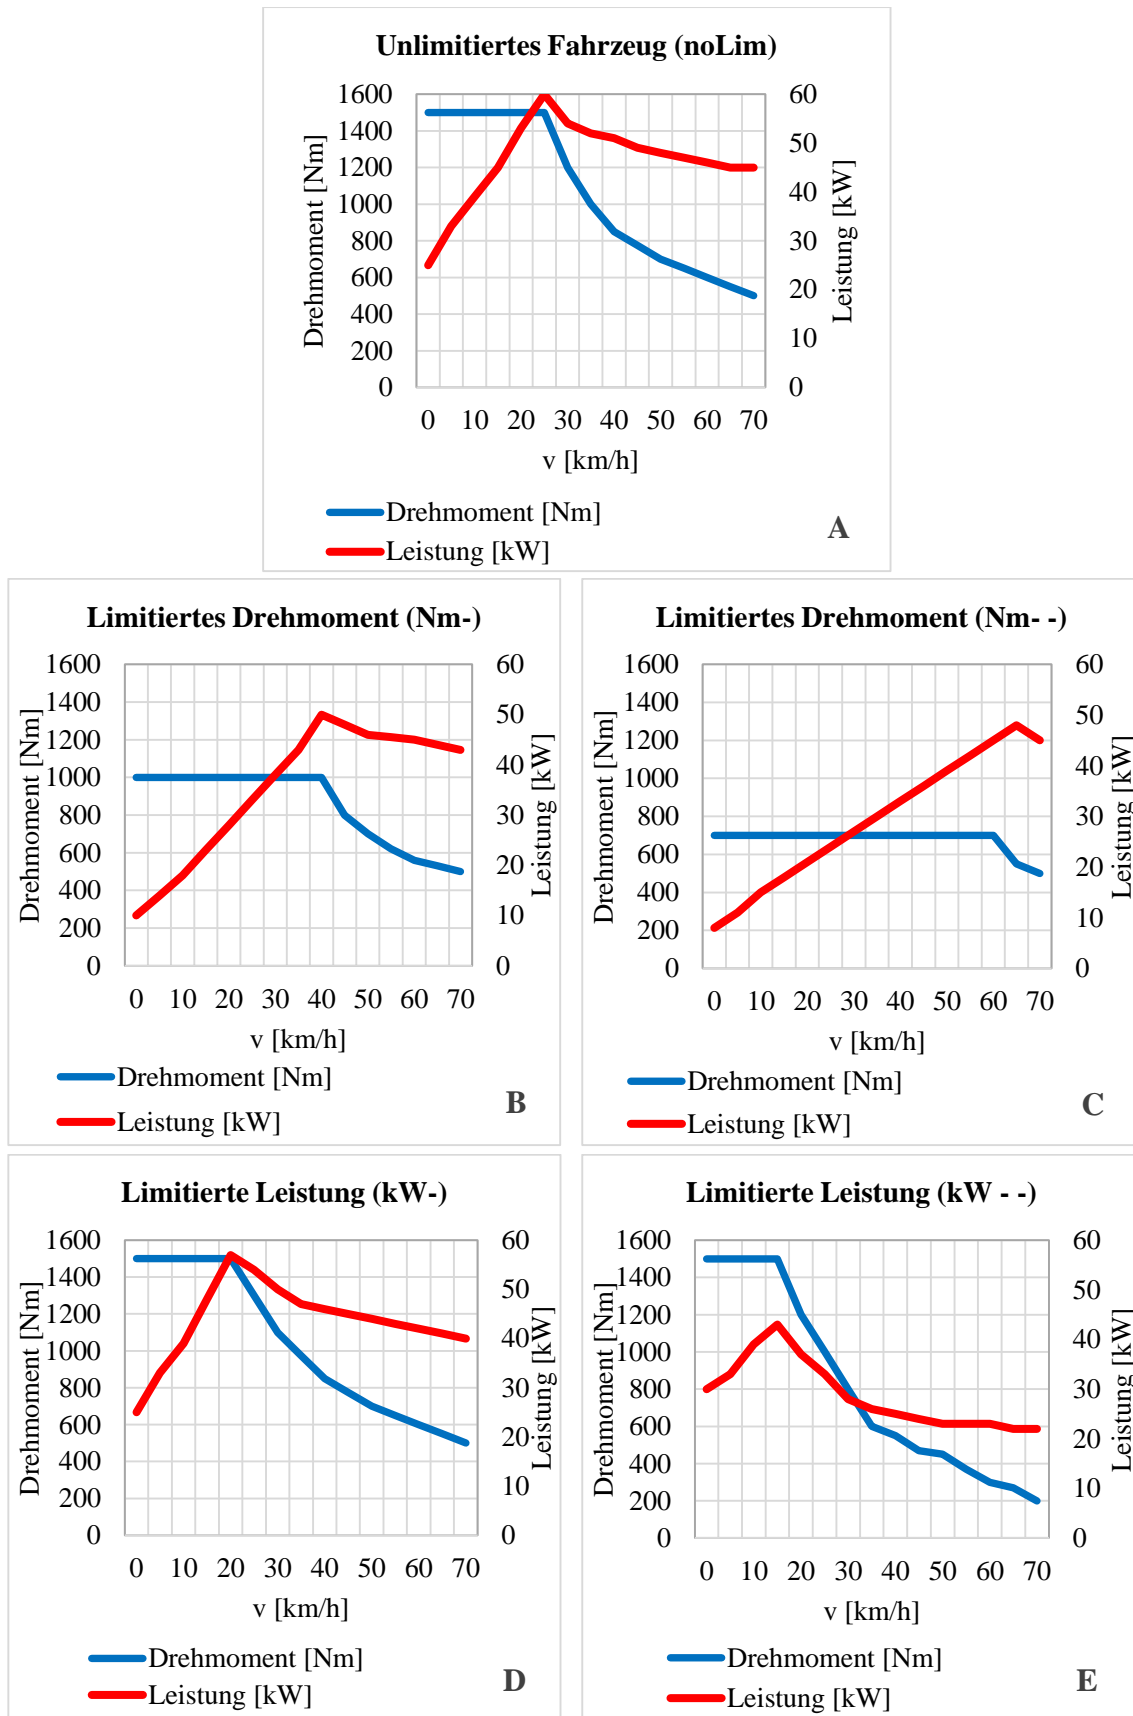 Unlimitiertes Fahrzeug (noLim)
1600
1400
1200
1000
800
600
400
200
0
Drehmoment [Nm]
60
50
40
30
20
10
0
Leistung [kW]
0 10 20 30 40 50 60 70
v [km/h]
Drehmoment [Nm]
Leistung [kW]
A
Limitiertes Drehmoment (Nm-)
1600
1400
1200
1000
800
600
400
200
0
Drehmoment [Nm]
60
50
40
30
20
10
0
Leistung [kW]
0 10 20 30 40 50 60 70
v [km/h]
Drehmoment [Nm]
Leistung [kW]
B
Limitiertes Drehmoment (Nm- -)
1600
1400
1200
1000
800
600
400
200
0
Drehmoment [Nm]
60
50
40
30
20
10
0
Leistung [kW]
0 10 20 30 40 50 60 70
v [km/h]
Drehmoment [Nm]
Leistung [kW]
C
Limitierte Leistung (kW-)
1600
1400
1200
1000
800
600
400
200
0
Drehmoment [Nm]
60
50
40
30
20
10
0
Leistung [kW]
0 10 20 30 40 50 60 70
v [km/h]
Drehmoment [Nm]
Leistung [kW]
D
Limitierte Leistung (kW - -)
1600
1400
1200
1000
800
600
400
200
0
Drehmoment [Nm]
60
50
40
30
20
10
0
Leistung [kW]
0 10 20 30 40 50 60 70
v [km/h]
Drehmoment [Nm]
Leistung [kW]
E